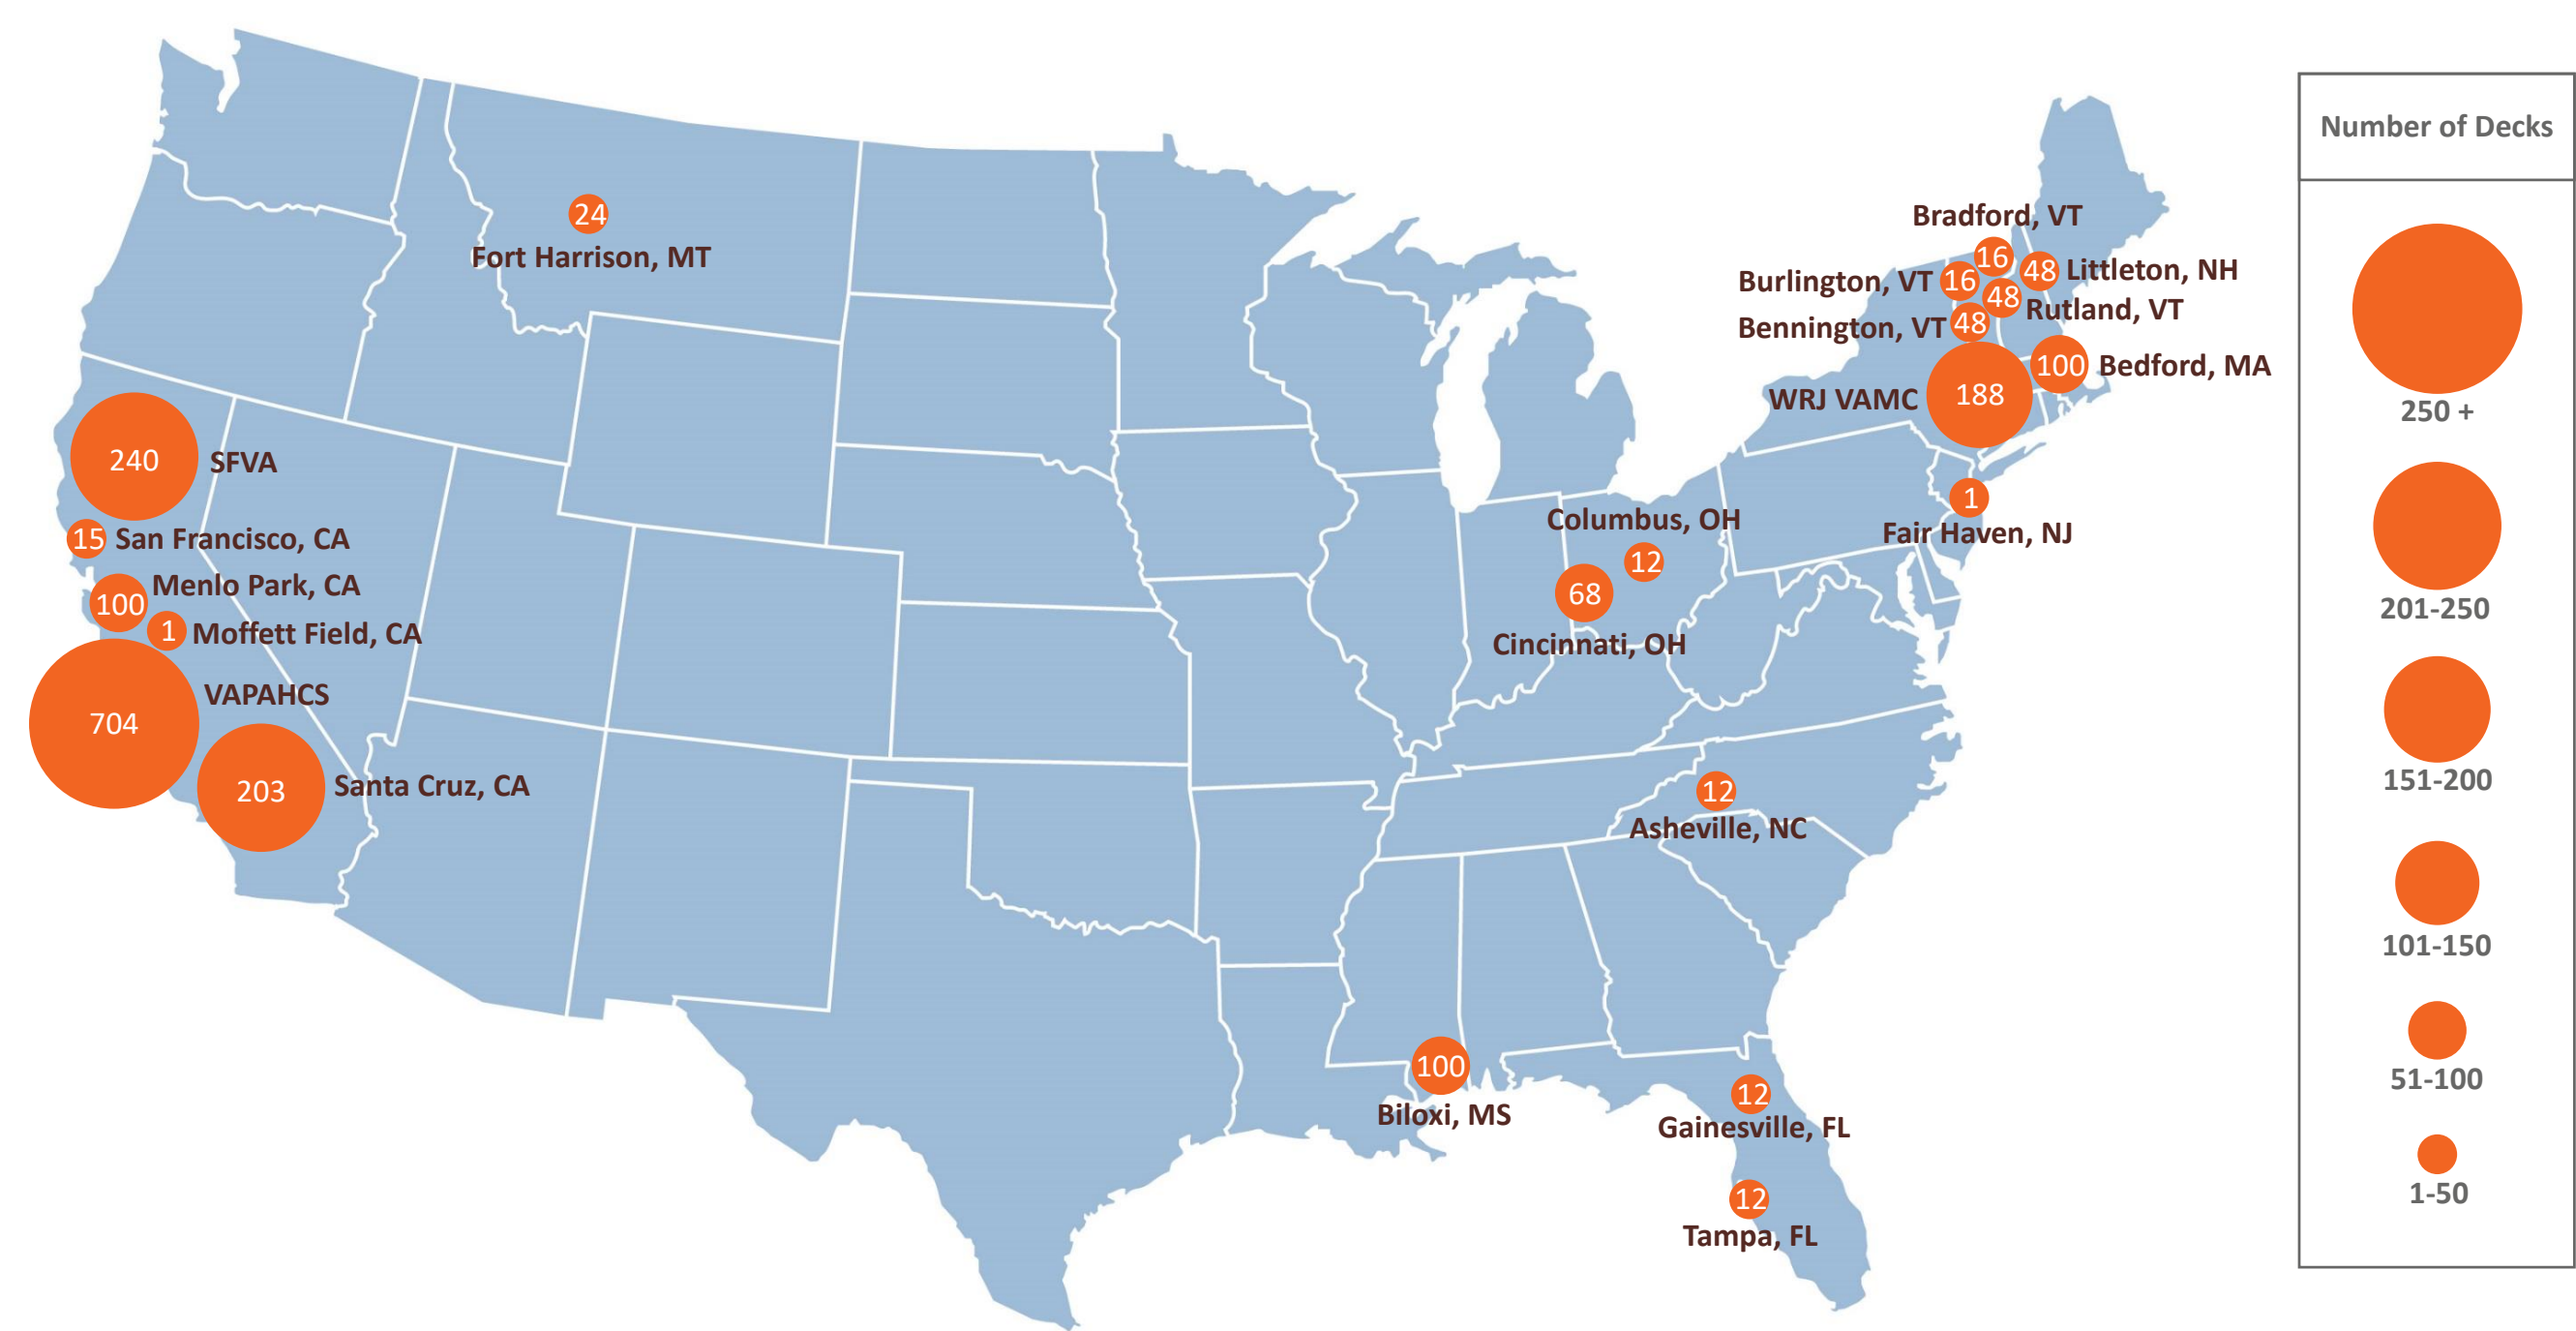 Number of Decks
250 +
201-250
151-200
101-150
51-100
1-50
24
Fort Harrison, MT
Bradford, VT
16
Burlington, VT 16
48 Littleton, NH
48 Rutland, VT
Bennington, VT 48
100 Bedford, MA
WRJ VAMC 188
240 SFVA
15 San Francisco, CA
Menlo Park, CA
100
1 Moffett Field, CA
VAPAHCS
704
203 Santa Cruz, CA
1
Fair Haven, NJ
Columbus, OH
12
68
Cincinnati, OH
12
Asheville, NC
100
Biloxi, MS
12
Gainesville, FL
12
Tampa, FL